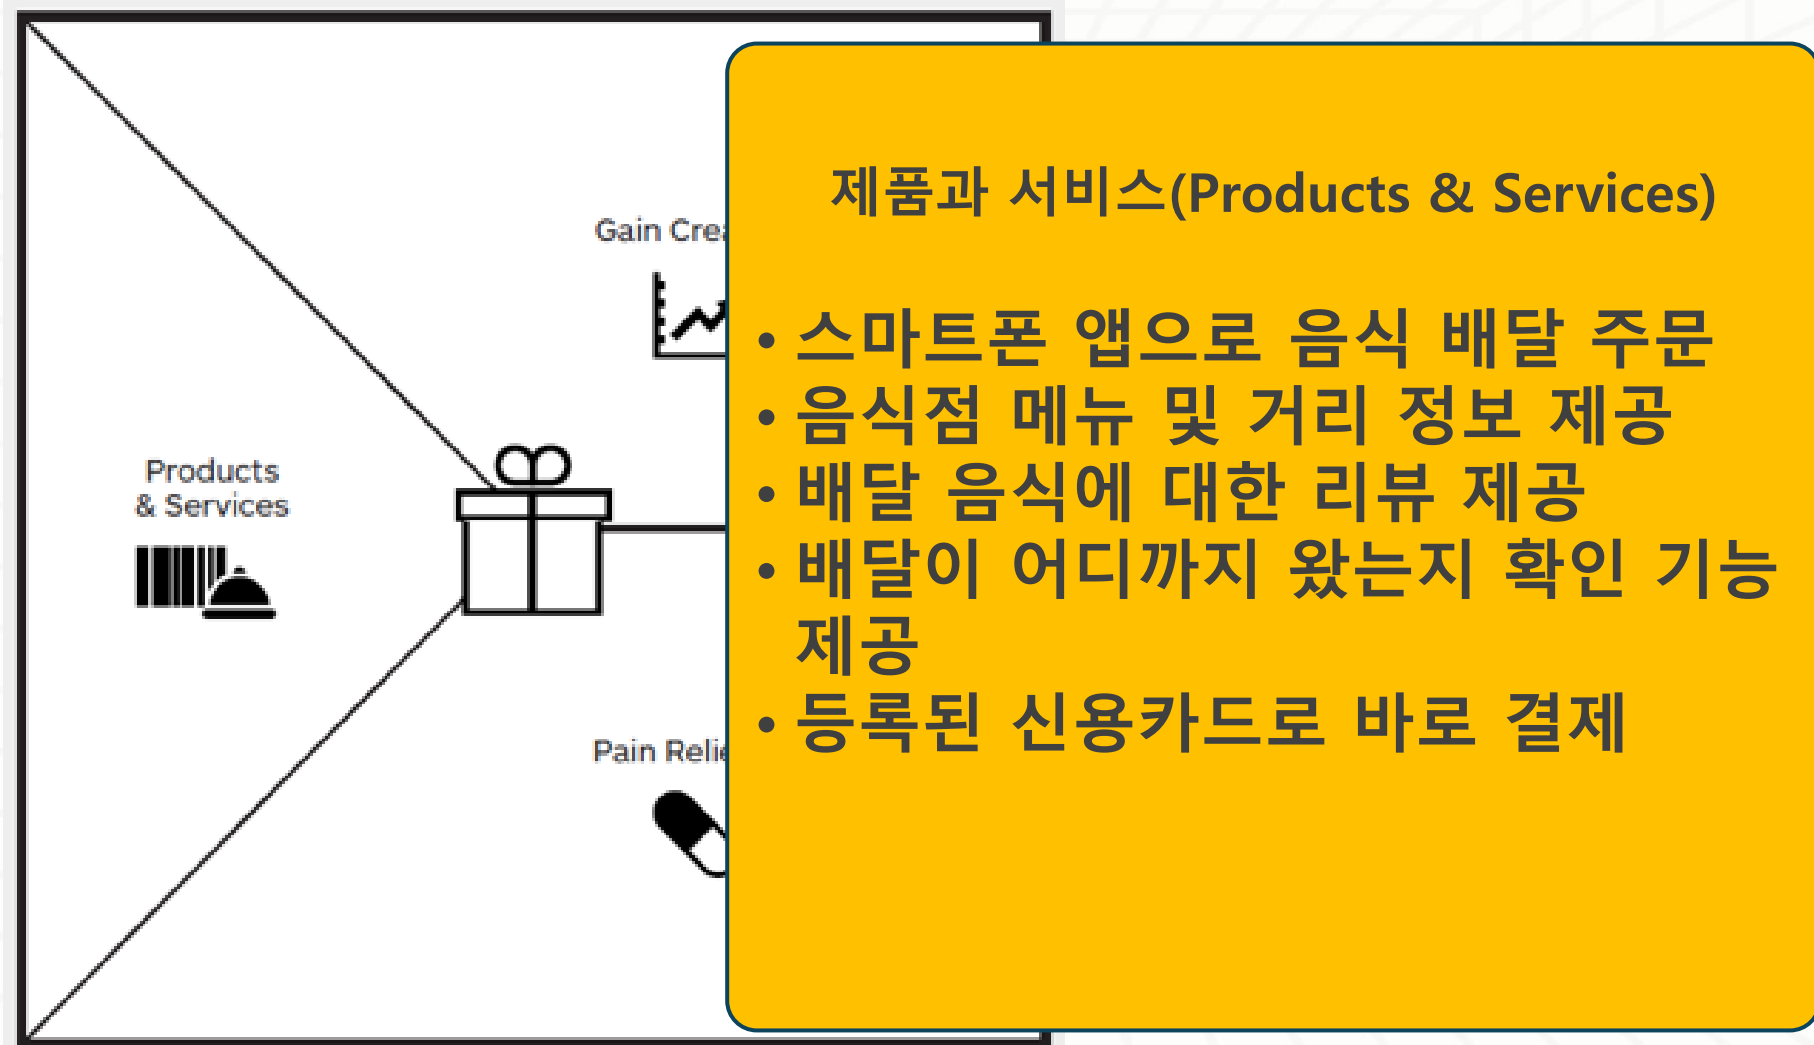 Gain Crea
Products
& Services
Pain Relie
제품과 서비스(Products & Services)
• 스마트폰 앱으로 음식 배달 주문
• 음식점 메뉴 및 거리 정보 제공
• 배달 음식에 대한 리뷰 제공
• 배달이 어디까지 왔는지 확인 기능
제공
• 등록된 신용카드로 바로 결제